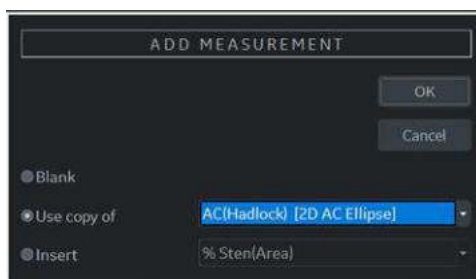 ADD MEASUREMENT
OK
Cancel
Blank
Use copy of AC(Hadlock) [2D AC Ellipse]
Insert % Sten(Area)